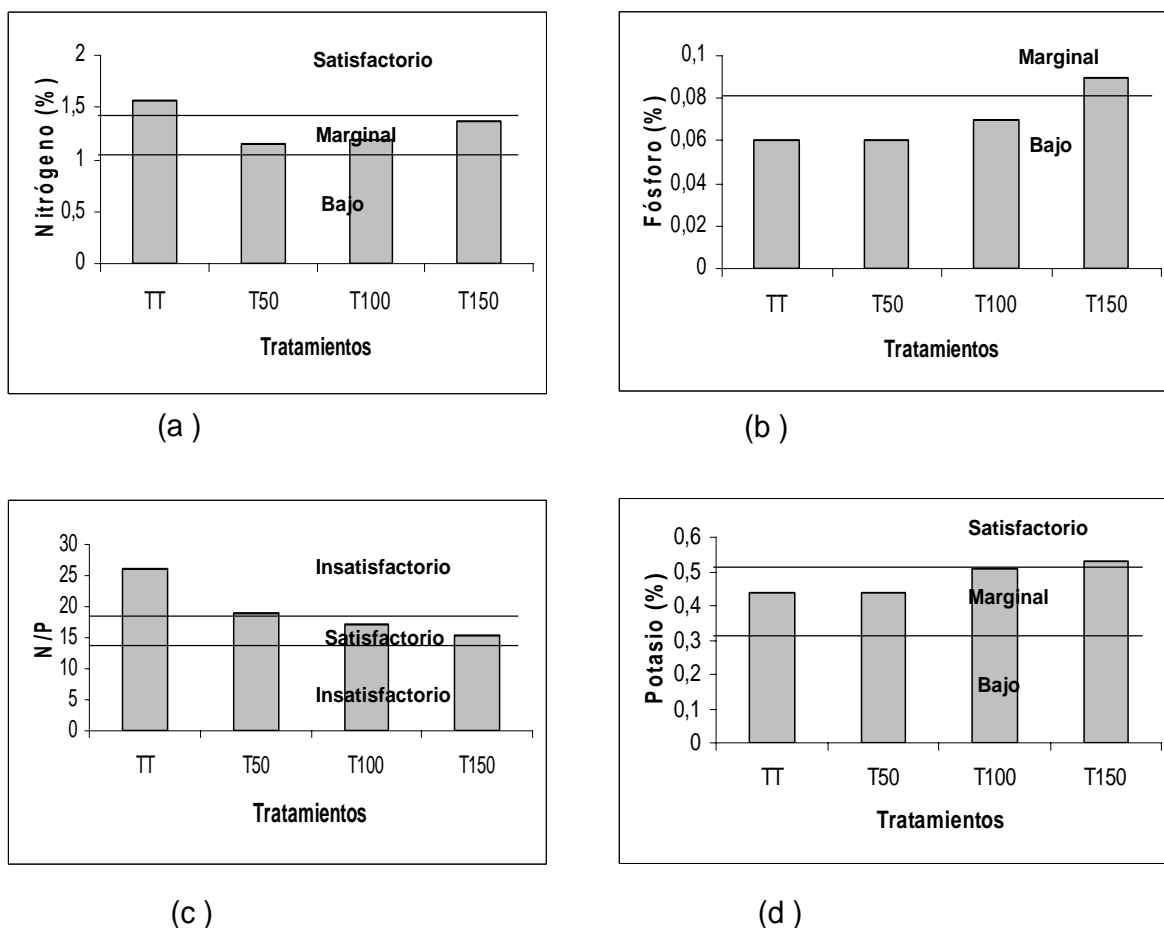 2
1,5
1
0,5
0
Nitrógeno (%)
Satisfactorio
Marginal
Bajo
TT T50 T100 T150
Tratamientos
(a )
0,1
0,08
0,06
0,04
0,02
0
Fósforo (%)
Marginal
Bajo
TT T50 T100 T150
Tratamientos
(b )
30
25
20
15
10
5
0
N/P
Insatisfactorio
Satisfactorio
Insatisfactorio
TT T50 T100 T150
Tratamientos
(c )
0,6
0,5
0,4
0,3
0,2
0,1
0
Potasio (%)
Satisfactorio
Marginal
Bajo
TT T50 T100 T150
Tratamientos
(d )